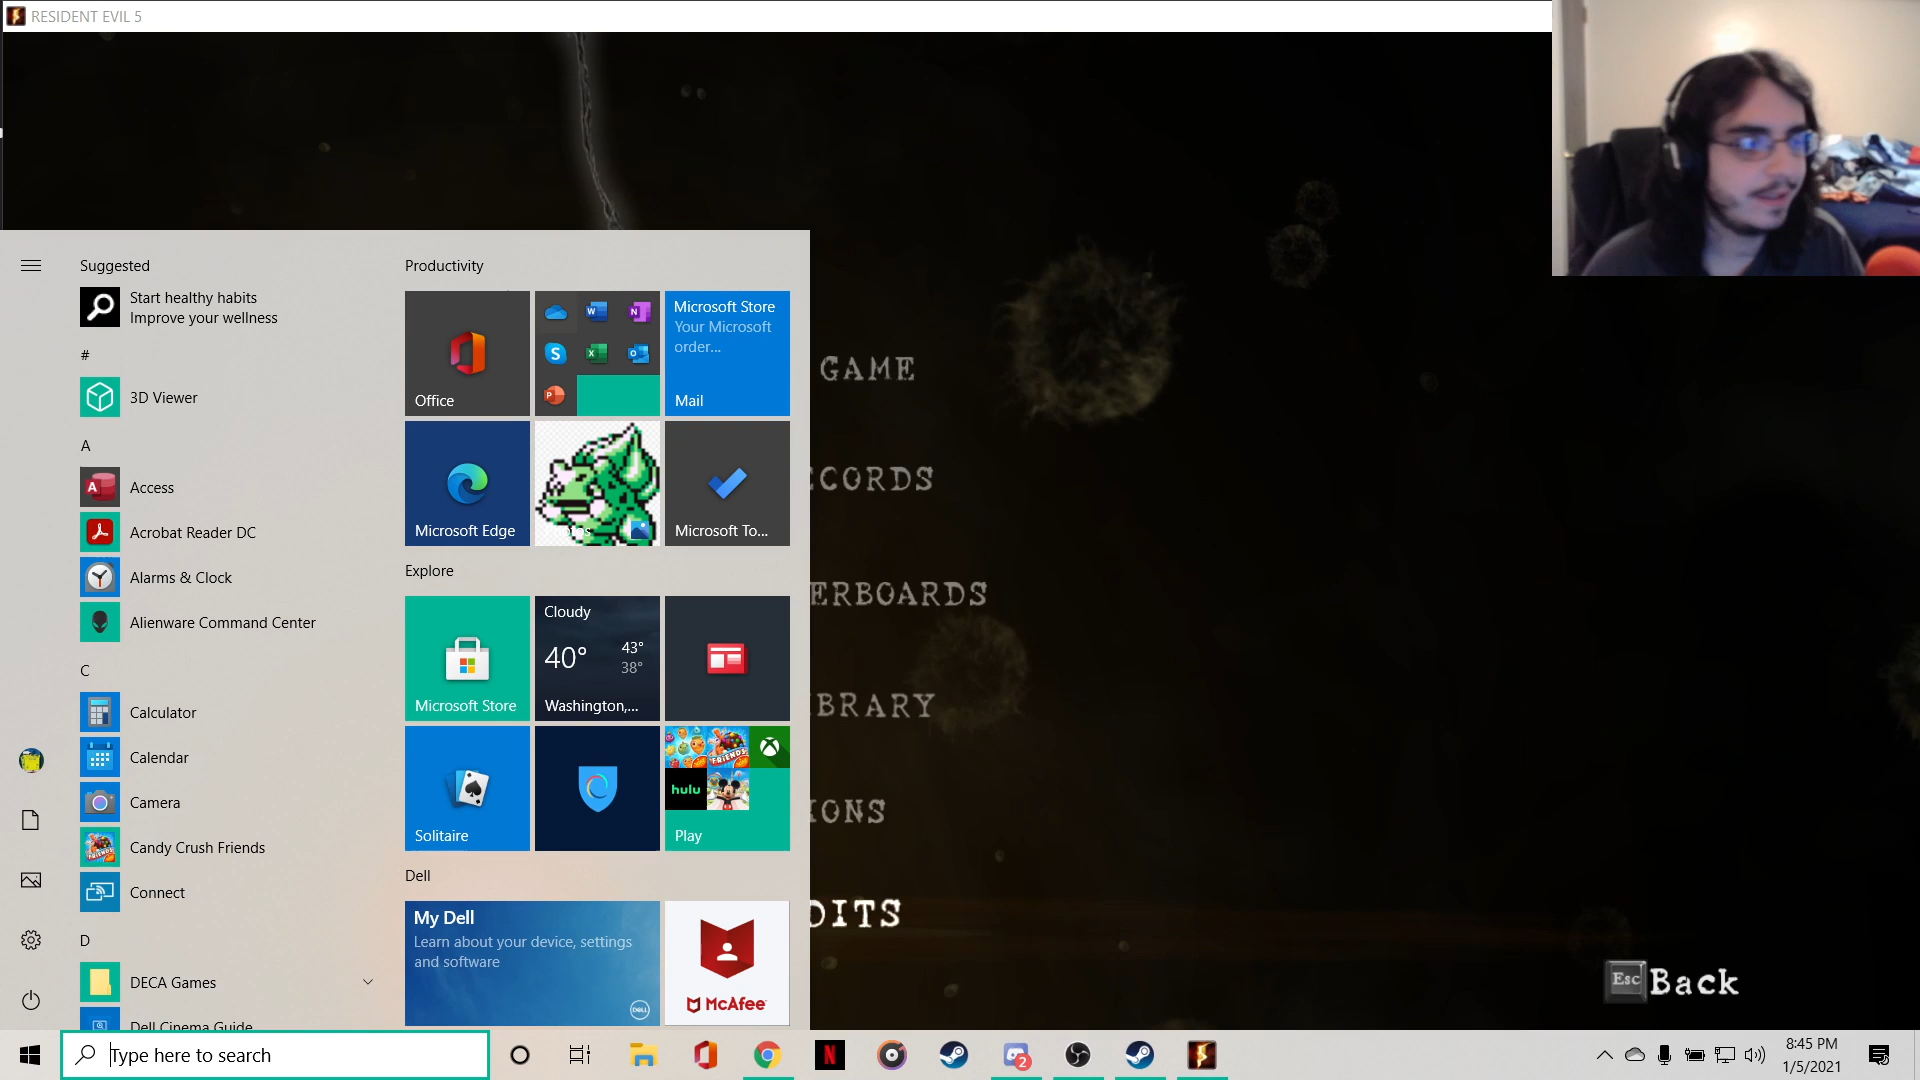 RESIDENT EVIL 5
Suggested
Start healthy habits
Improve your wellness
#
3D Viewer
A
Access
Acrobat Reader DC
Alarms & Clock
Alienware Command Center
C
Calculator
Calendar
Camera
Candy Crush Friends
Connect
D
DECA Games
Dell Cinema Guide
Productivity
Office
Microsoft Store
Your Microsoft
order...
Mail
Microsoft Edge
Microsoft To...
Explore
Microsoft Store
Cloudy
40°
43°
38°
Washington,...
Solitaire
hulu
FRIENDS
Play
Dell
My Dell
Learn about your device, settings
and software
DELL
McAfee
GAME
CORDS
ERBOARDS
BRARY
IONS
DITS
Esc Back
Type here to search
2
8:45 PM
1/5/2021